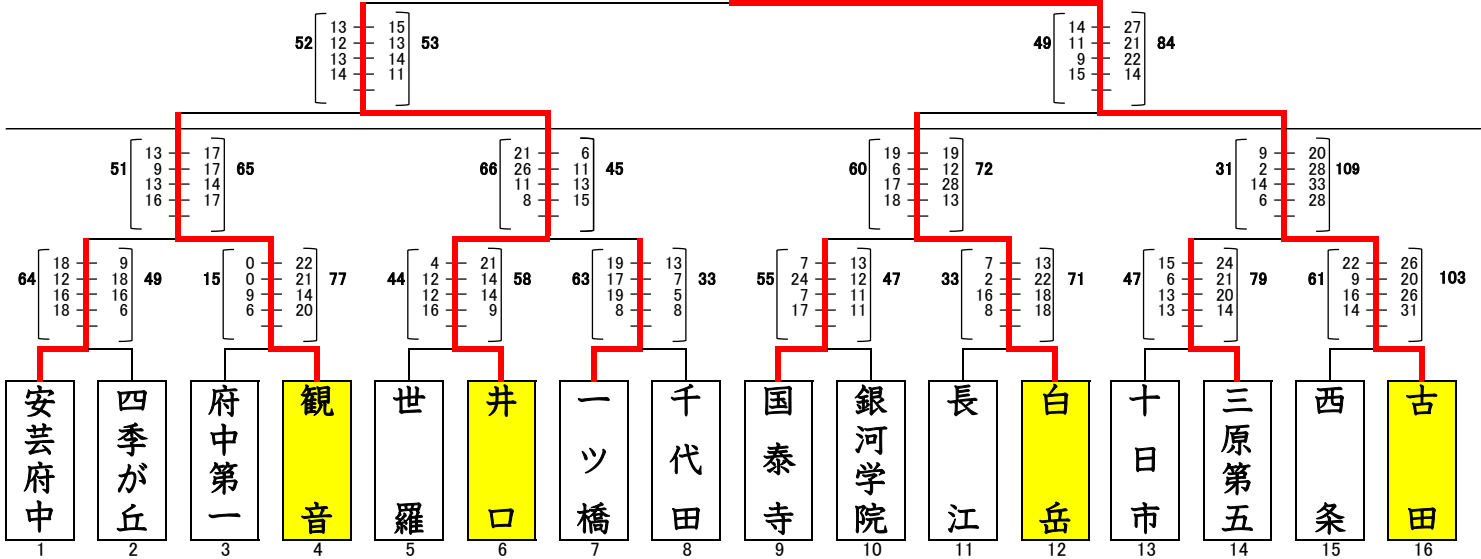 52 13 15 53
12 13
13 14
14 11
49 14 27 84
11 21
9 22
15 14
51 13 17 65
9 17
13 14
16 17
66 21 6 45
26 11
11 13
8 15
60 19 19 72
6 12
17 28
18 13
31 9 20 109
2 28
14 33
6 28
64 18 9 49
12 18
16 16
18 6
15 0 22 77
0 21
9 14
6 20
44 4 21 58
12 14
12 14
16 9
63 19 13 33
17 7
19 5
8 8
55 7 13 47
24 12
7 11
17 11
33 7 13 71
2 22
16 18
8 18
47 15 24 79
6 21
13 20
13 14
61 22 26 103
9 20
16 26
14 31
安芸府中
四季が丘
府中第一
観音
世羅
井口
一ツ橋
千代田
国泰寺
銀河学院
長江
白岳
十日市
三原第五
西条
古田
1 2 3 4 5 6 7 8 9 10 11 12 13 14 15 16